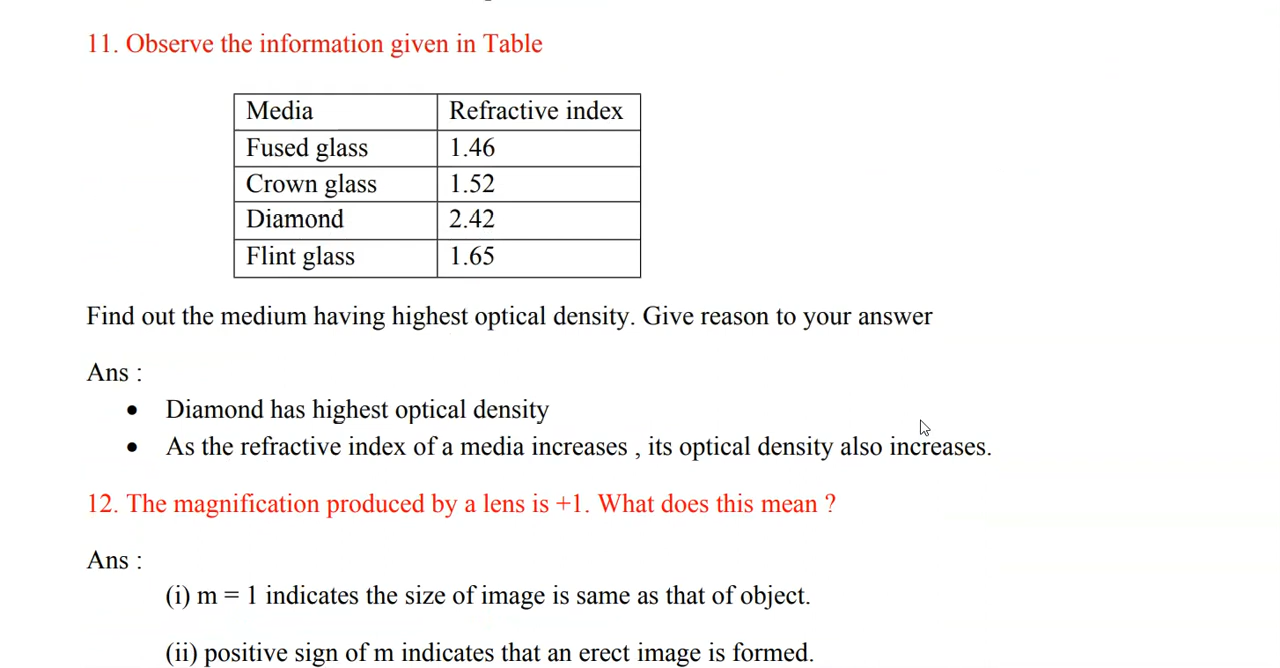 11. Observe the information given in Table
Media Refractive index
Fused glass 1.46
Crown glass 1.52
Diamond 2.42
Flint glass 1.65
Find out the medium having highest optical density. Give reason to your answer
Ans :
• Diamond has highest optical density
• As the refractive index of a media increases , its optical density also increases.
12. The magnification produced by a lens is +1. What does this mean ?
Ans :
(i) m = 1 indicates the size of image is same as that of object.
(ii) positive sign of m indicates that an erect image is formed.